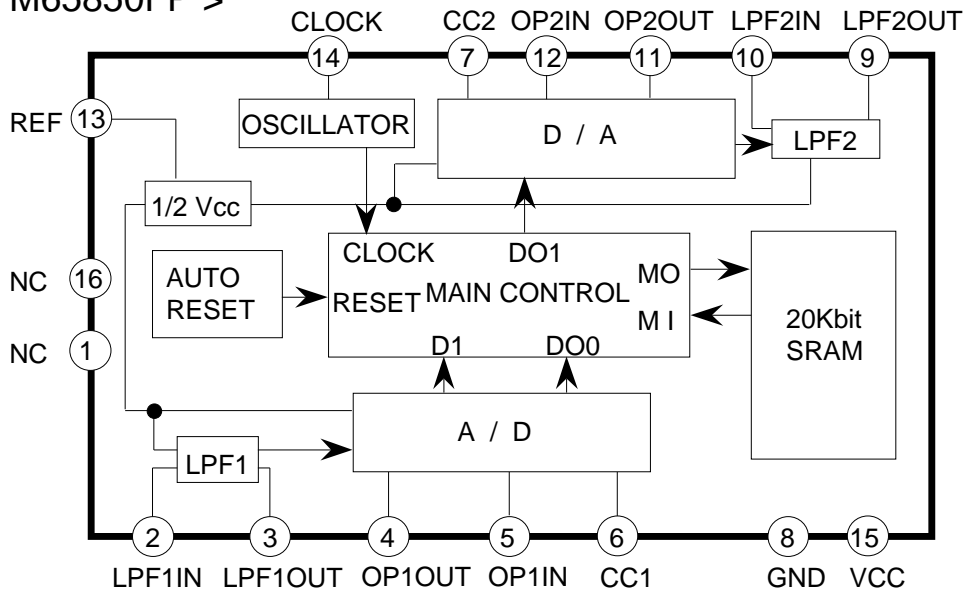 M65850FP >
CLOCK CC2 OP2IN OP2OUT LPF2IN LPF2OUT
14 7 12 11 10 9
REF 13
OSCILLATOR
D / A
LPF2
1/2 Vcc
CLOCK DO1
NC 16
AUTO
RESET
RESET MAIN CONTROL
MO
M I
20Kbit
SRAM
NC 1
D1 DO0
A / D
LPF1
2 3 4 5 6 8 15
LPF1IN LPF1OUT OP1OUT OP1IN CC1 GND VCC